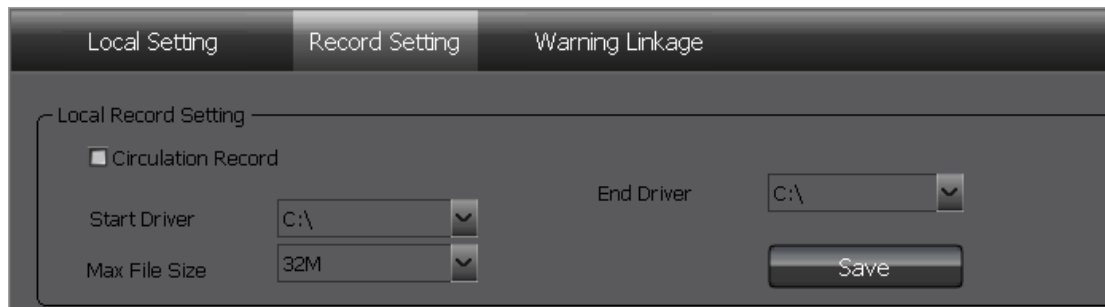 Local Setting Record Setting Warning Linkage
Local Record Setting
Circulation Record
End Driver C:\
Start Driver C:\
Max File Size 32M
Save